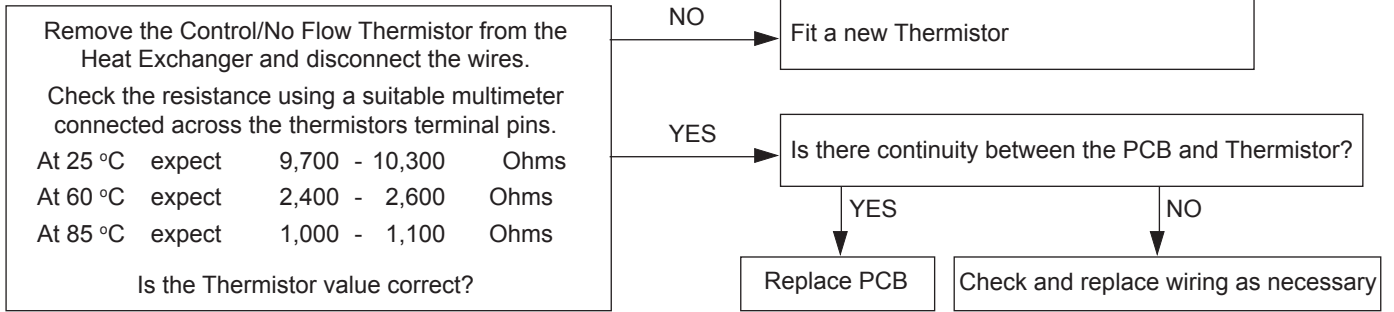 Remove the Control/No Flow Thermistor from the
Heat Exchanger and disconnect the wires.
Check the resistance using a suitable multimeter
connected across the thermistors terminal pins.
At 25 ºC expect 9,700 - 10,300 Ohms
At 60 ºC expect 2,400 - 2,600 Ohms
At 85 ºC expect 1,000 - 1,100 Ohms
Is the Thermistor value correct?
NO
Fit a new Thermistor
YES
Is there continuity between the PCB and Thermistor?
YES
NO
Replace PCB
Check and replace wiring as necessary